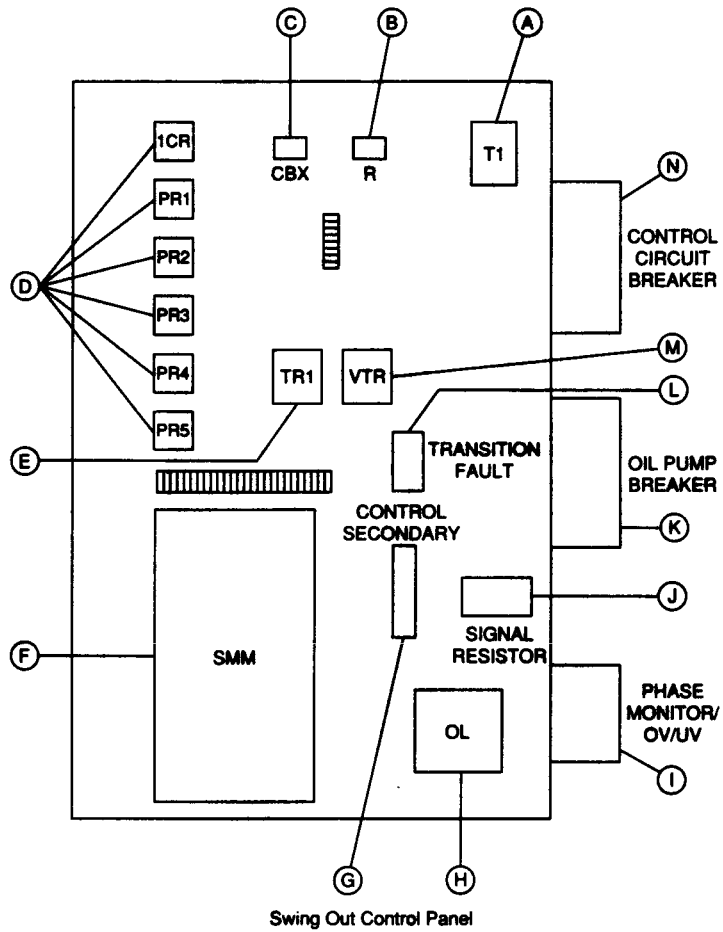 C
B
A
1CR
CBX
R
T1
N
PR1
CONTROL
CIRCUIT
BREAKER
PR2
D
PR3
M
TR1
VTR
PR4
L
PR5
TRANSITION
FAULT
E
OIL PUMP
BREAKER
CONTROL
SECONDARY
K
J
SIGNAL
RESISTOR
F
SMM
PHASE
MONITOR/
OV/UV
OL
I
G
H
Swing Out Control Panel